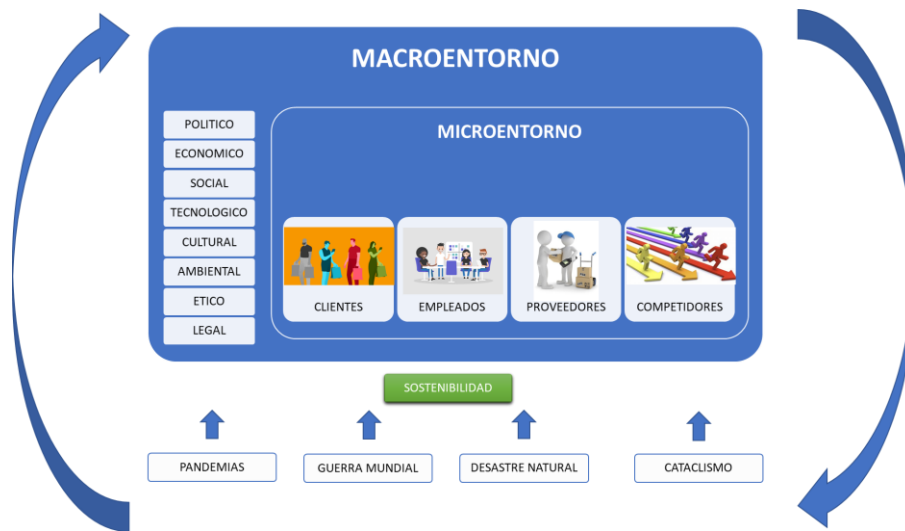 MACROENTORNO
POLITICO
ECONOMICO
SOCIAL
TECNOLOGICO
CULTURAL
AMBIENTAL
ETICO
LEGAL
MICROENTORNO
CLIENTES
EMPLEADOS
PROVEEDORES
COMPETIDORES
SOSTENIBILIDAD
PANDEMIAS
GUERRA MUNDIAL
DESASTRE NATURAL
CATACLISMO